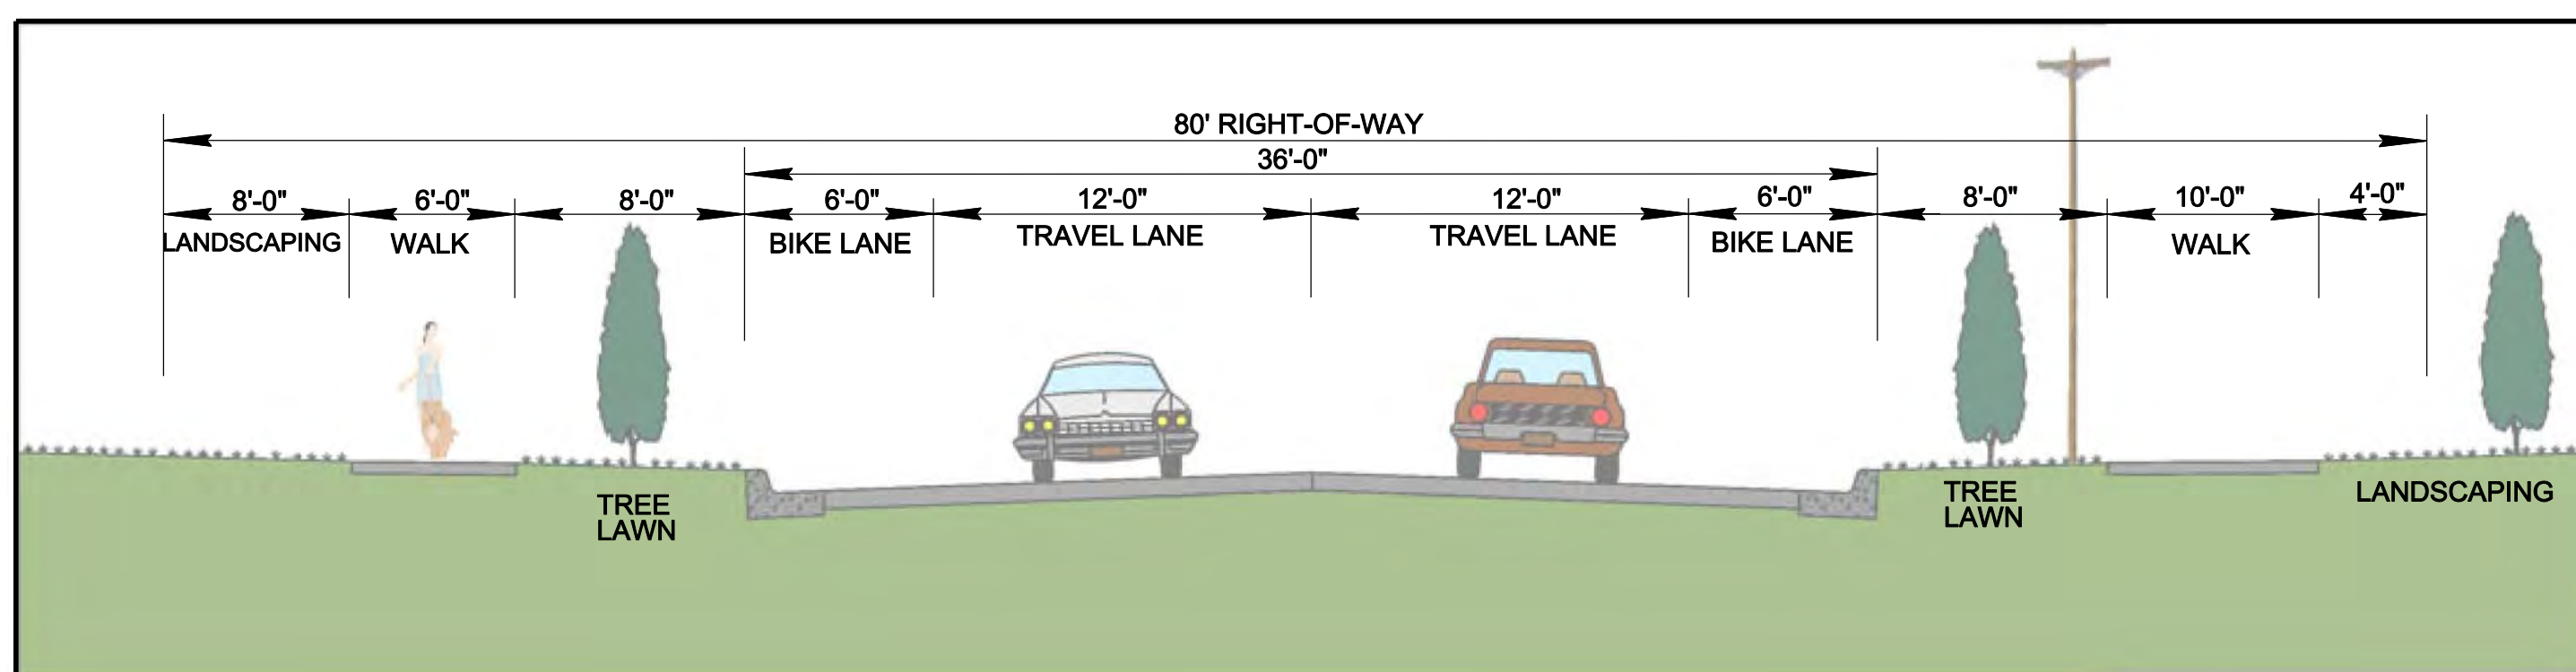 80' RIGHT-OF-WAY
36'-0"
8'-0" 6'-0" 8'-0" 6'-0" 12'-0" 12'-0" 6'-0" 8'-0" 10'-0" 4'-0"
LANDSCAPING WALK BIKE LANE TRAVEL LANE TRAVEL LANE BIKE LANE WALK
TREE
LAWN
TREE
LAWN
LANDSCAPING